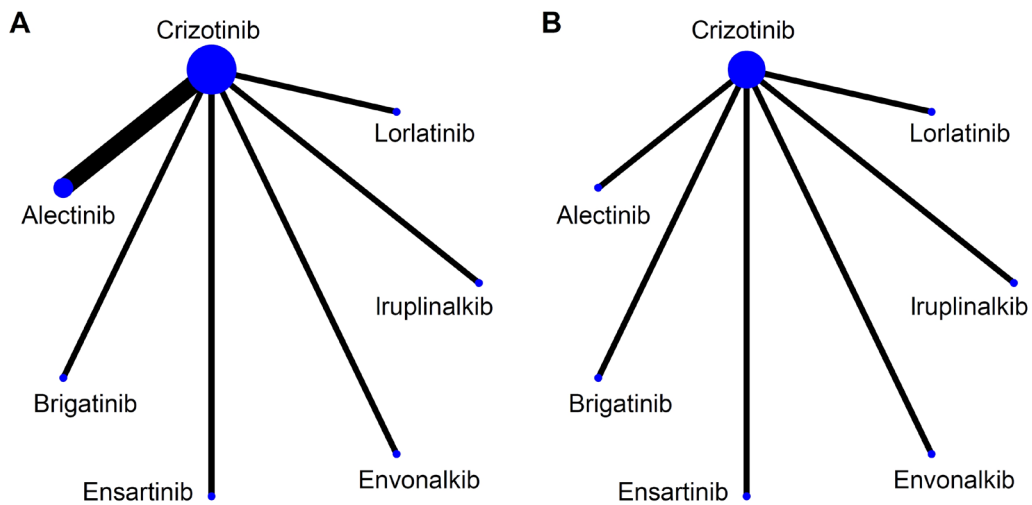 A
Crizotinib
Lorlatinib
Alectinib
Iruplinalkib
Brigatinib
Envonalkib
Ensartinib
B
Crizotinib
Lorlatinib
Alectinib
Iruplinalkib
Brigatinib
Envonalkib
Ensartinib